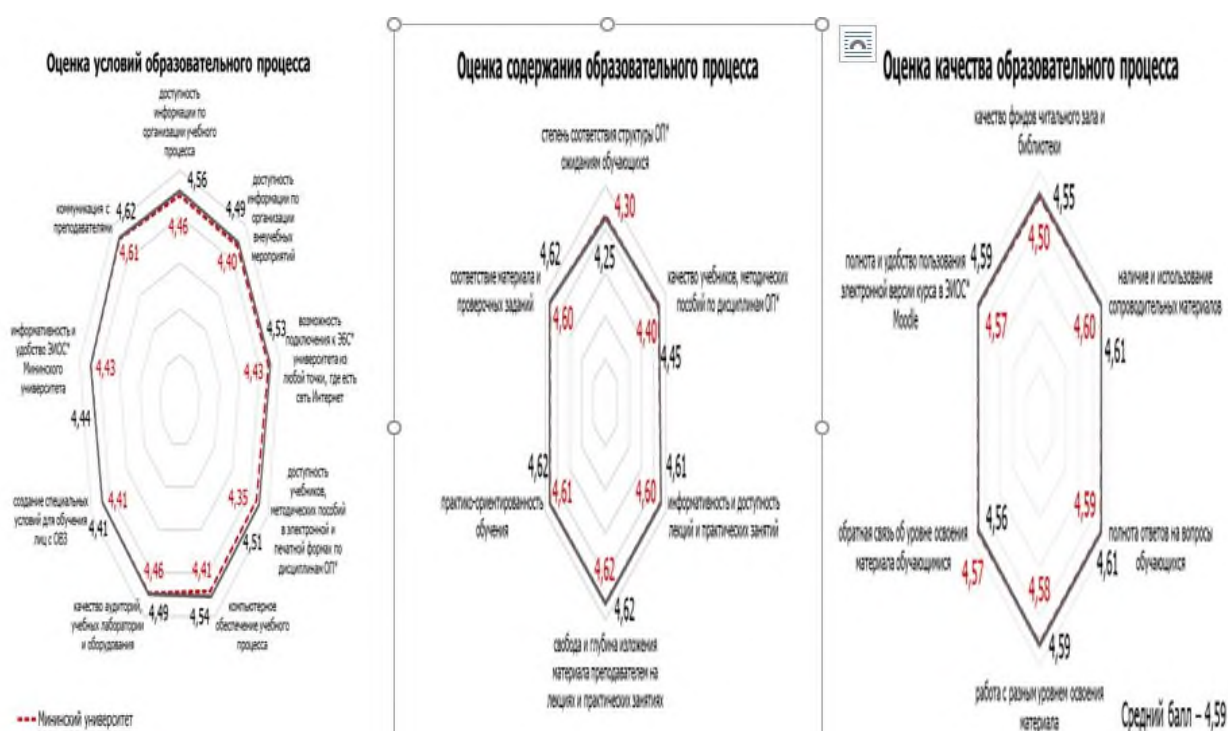 Оценка условий образовательного процесса
доступность
информации по
организации учебного
процесса
4,56
4,46
доступность
информации по
организации
внеучебных
мероприятий
4,49
4,40
возможность
подключения к ЭБС*
университета из
любой точки, где есть
сеть Интернет
4,53
4,43
доступность
учебников,
методических пособий
в электронной и
печатной формах по
дисциплинам ОП*
4,35
4,51
компьютерное
обеспечение учебного
процесса
4,41
4,54
качество аудиторий,
учебных лаборатории
и оборудования
4,46
4,49
создание специальных
условий для обучения
лиц с ОВЗ
4,41
4,41
информативность и
удобство ЭИОС*
Мининского
университета
4,43
4,44
коммуникация с
преподавателями
4,62
4,61
Мининский университет
Оценка содержания образовательного процесса
степень соответствия структуры ОП*
ожиданиям обучающихся
4,30
4,25
качество учебников, методических
пособий по дисциплинам ОП*
4,40
4,45
4,61
4,60
информативность и доступность
лекций и практических занятий
4,62
4,62
свобода и глубина изложения
материала преподавателем на
лекциях и практических занятиях
4,62
4,61
практико-ориентированность
обучения
4,62
соответствие материала и
проверочных заданий
4,60
Оценка качества образовательного процесса
качество фондов читального зала и
библиотеки
4,55
4,50
наличие и использование
сопроводительных материалов
4,60
4,61
4,59
полнота ответов на вопросы
обучающихся
4,61
4,58
4,59
работа с разным уровнем освоения
материала
4,56
обратная связь об уровне освоения
материала обучающимися
4,57
4,59
полнота и удобство пользования
электронной версии курса в ЭИОС*
Moodle
4,57
Средний балл – 4,59